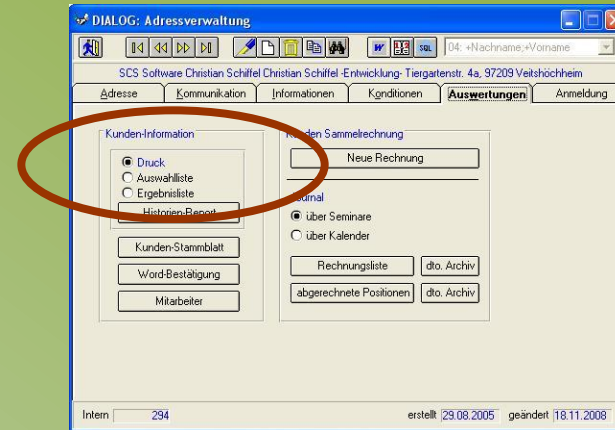 DIALOG: Adressverwaltung
W SQL 04: +Nachname;+Vorname
SCS Software Christian Schiffel Christian Schiffel -Entwicklung- Tiergartenstr. 4a, 97209 Veitshöchheim
Adresse Kommunikation Informationen Konditionen Auswertungen Anmeldung
Kunden-Information
Druck
Auswahlliste
Ergebnisliste
Historien-Report
Kunden-Stammblatt
Word-Bestätigung
Mitarbeiter
Kunden Sammelrechnung
Neue Rechnung
Journal
über Seminare
über Kalender
Rechnungsliste dto. Archiv
abgerechnete Positionen dto. Archiv
Intern 294 erstellt 29.08.2005 geändert 18.11.2008